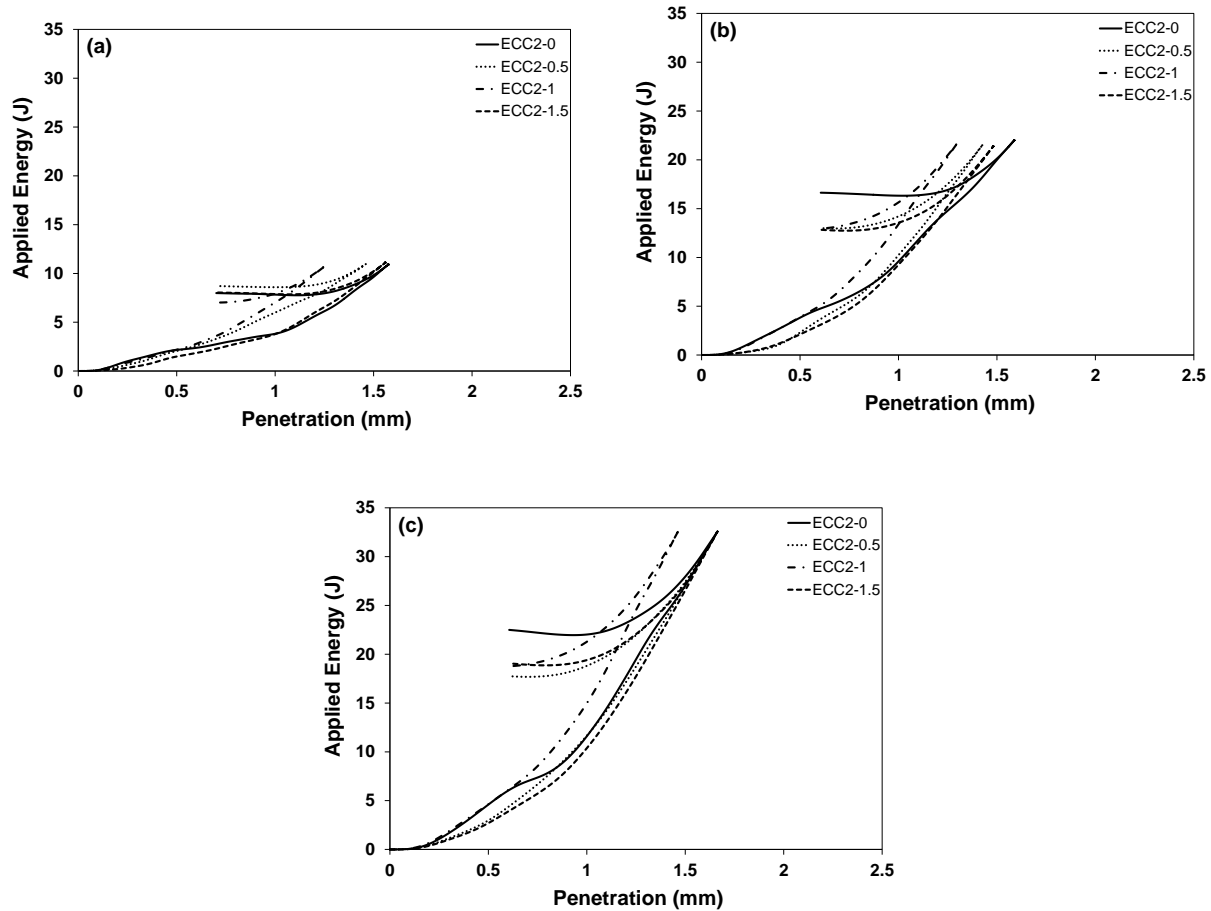 (a)
ECC2-0
ECC2-0.5
ECC2-1
ECC2-1.5
Applied Energy (J)
35
30
25
20
15
10
5
0
0 0.5 1 1.5 2 2.5
Penetration (mm)
(b)
ECC2-0
ECC2-0.5
ECC2-1
ECC2-1.5
Applied Energy (J)
35
30
25
20
15
10
5
0
0 0.5 1 1.5 2 2.5
Penetration (mm)
(c)
ECC2-0
ECC2-0.5
ECC2-1
ECC2-1.5
Applied Energy (J)
35
30
25
20
15
10
5
0
0 0.5 1 1.5 2 2.5
Penetration (mm)